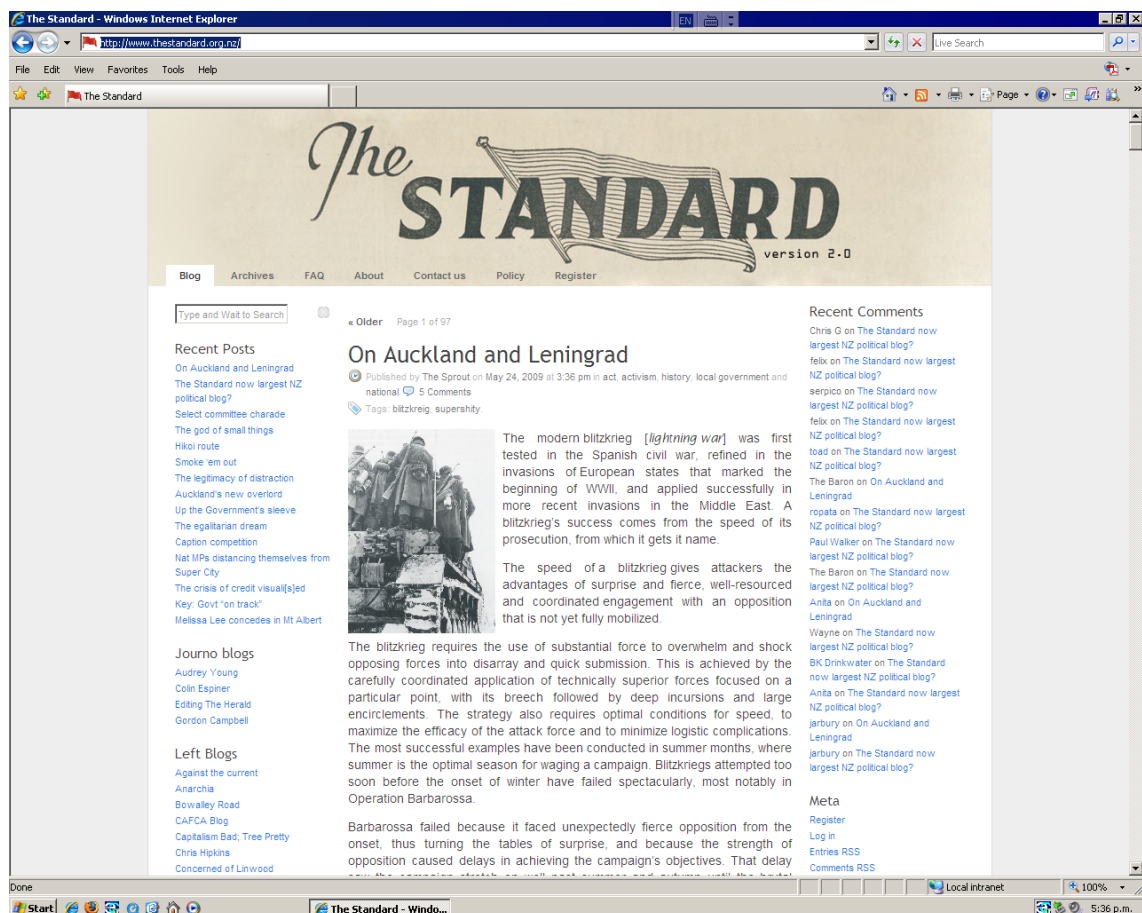 The Standard - Windows Internet Explorer
EN
http://www.thestandard.org.nz/
Live Search
File Edit View Favorites Tools Help
The Standard
Page
The STANDARD
version 2.0
Blog Archives FAQ About Contact us Policy Register
Type and Wait to Search
Recent Posts
On Auckland and Leningrad
The Standard now largest NZ
political blog?
Select committee charade
The god of small things
Hikoi route
Smoke 'em out
The legitimacy of distraction
Auckland's new overlord
Up the Government's sleeve
The egalitarian dream
Caption competition
Nat MPs distancing themselves from
Super City
The crisis of credit visuali[s]ed
Key: Govt "on track"
Melissa Lee concedes in Mt Albert
Journo blogs
Audrey Young
Colin Espiner
Editing The Herald
Gordon Campbell
Left Blogs
Against the current
Anarchia
Bowalley Road
CAFCA Blog
Capitalism Bad; Tree Pretty
Chris Hipkins
Concerned of Linwood
« Older Page 1 of 97
On Auckland and Leningrad
Published by The Sprout on May 24, 2009 at 3:36 pm in act, activism, history, local government and
national 5 Comments
Tags: blitzkreig, supershity.
The modern blitzkrieg [lightning war] was first
tested in the Spanish civil war, refined in the
invasions of European states that marked the
beginning of WWII, and applied successfully in
more recent invasions in the Middle East. A
blitzkrieg's success comes from the speed of its
prosecution, from which it gets it name.
The speed of a blitzkrieg gives attackers the
advantages of surprise and fierce, well-resourced
and coordinated engagement with an opposition
that is not yet fully mobilized.
The blitzkrieg requires the use of substantial force to overwhelm and shock
opposing forces into disarray and quick submission. This is achieved by the
carefully coordinated application of technically superior forces focused on a
particular point, with its breech followed by deep incursions and large
encirclements. The strategy also requires optimal conditions for speed, to
maximize the efficacy of the attack force and to minimize logistic complications.
The most successful examples have been conducted in summer months, where
summer is the optimal season for waging a campaign. Blitzkriegs attempted too
soon before the onset of winter have failed spectacularly, most notably in
Operation Barbarossa.
Barbarossa failed because it faced unexpectedly fierce opposition from the
onset, thus turning the tables of surprise, and because the strength of
opposition caused delays in achieving the campaign's objectives. That delay
Recent Comments
Chris G on The Standard now
largest NZ political blog?
felix on The Standard now largest
NZ political blog?
serpico on The Standard now
largest NZ political blog?
felix on The Standard now largest
NZ political blog?
toad on The Standard now largest
NZ political blog?
The Baron on On Auckland and
Leningrad
ropata on The Standard now largest
NZ political blog?
Paul Walker on The Standard now
largest NZ political blog?
The Baron on The Standard now
largest NZ political blog?
Anita on On Auckland and
Leningrad
Wayne on The Standard now
largest NZ political blog?
BK Drinkwater on The Standard
now largest NZ political blog?
Anita on The Standard now largest
NZ political blog?
jarbury on On Auckland and
Leningrad
jarbury on The Standard now
largest NZ political blog?
Meta
Register
Log in
Entries RSS
Comments RSS
Done
Local intranet
100%
Start
The Standard - Windo...
5:36 p.m.